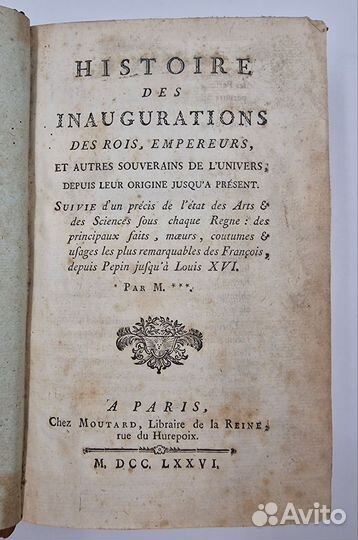 HISTOIRE
DES
INAUGURATIONS
DES ROIS, EMPEREURS,
ET AUTRES SOUVERAINS DE L'UNIVERS,
DEPUIS LEUR ORIGINE JUSQU'A PRÉSENT.
SUIVIE d'un précis de l'état des Arts &
des Sciences ſous chaque Regne : des
principaux faits, mœurs, coutumes &
uſages les plus remarquables des François,
depuis Pepin juſqu'à Louis XVI.
PAR M. ***.
A PARIS,
Chez MOUTARD, Libraire de la REINE,
rue du Hurepoix.
M. DCC. LXXVI.
Avito